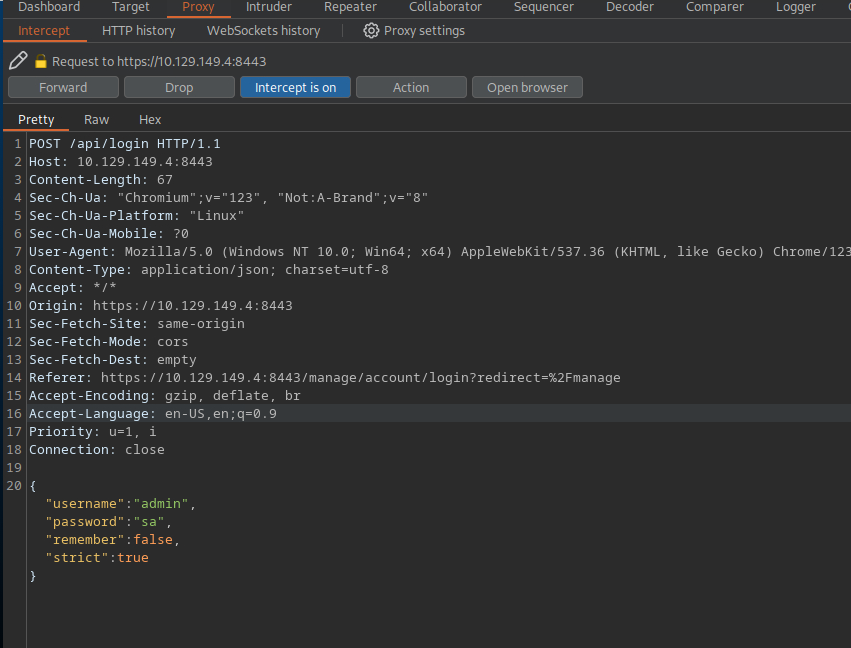 Dashboard Target Proxy Intruder Repeater Collaborator Sequencer Decoder Comparer Logger
Intercept HTTP history WebSockets history Proxy settings
Request to https://10.129.149.4:8443
Forward Drop Intercept is on Action Open browser
Pretty Raw Hex
1 POST /api/login HTTP/1.1
2 Host: 10.129.149.4:8443
3 Content-Length: 67
4 Sec-Ch-Ua: "Chromium";v="123", "Not:A-Brand";v="8"
5 Sec-Ch-Ua-Platform: "Linux"
6 Sec-Ch-Ua-Mobile: ?0
7 User-Agent: Mozilla/5.0 (Windows NT 10.0; Win64; x64) AppleWebKit/537.36 (KHTML, like Gecko) Chrome/123
8 Content-Type: application/json; charset=utf-8
9 Accept: */*
10 Origin: https://10.129.149.4:8443
11 Sec-Fetch-Site: same-origin
12 Sec-Fetch-Mode: cors
13 Sec-Fetch-Dest: empty
14 Referer: https://10.129.149.4:8443/manage/account/login?redirect=%2Fmanage
15 Accept-Encoding: gzip, deflate, br
16 Accept-Language: en-US,en;q=0.9
17 Priority: u=1, i
18 Connection: close
19
20 {
"username":"admin",
"password":"sa",
"remember":false,
"strict":true
}